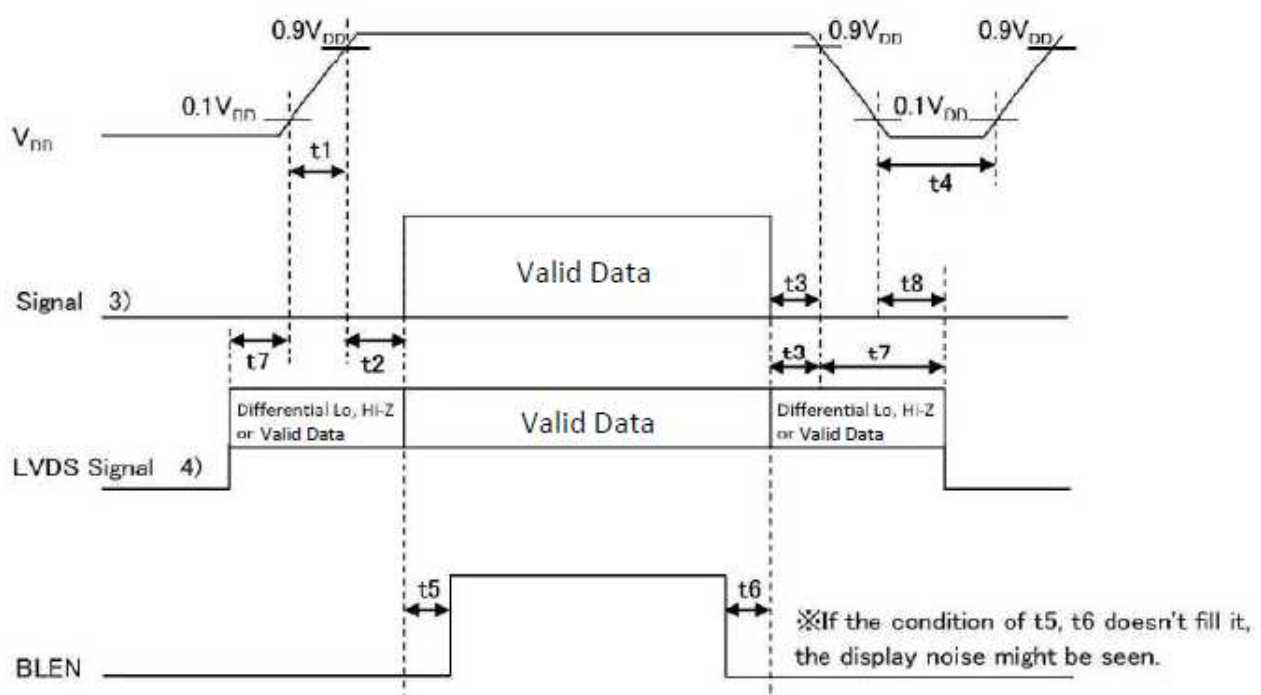 0.9VDD
0.9VDD
0.9VDD
0.1VDD
0.1VDD
VDD
t1
t4
Valid Data
Signal 3)
t3
t8
t7
t2
t3
t7
Differential Lo, Hi-Z
or Valid Data
Valid Data
Differential Lo, Hi-Z
or Valid Data
LVDS Signal 4)
t5
t6
※If the condition of t5, t6 doesn't fill it,
the display noise might be seen.
BLEN